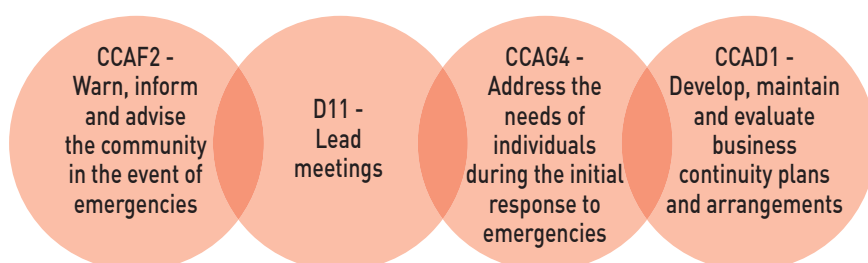 CCAF2 -
Warn, inform
and advise
the community
in the event of
emergencies
D11 -
Lead
meetings
CCAG4 -
Address the
needs of
individuals
during the initial
response to
emergencies
CCAD1 -
Develop, maintain
and evaluate
business
continuity plans
and arrangements